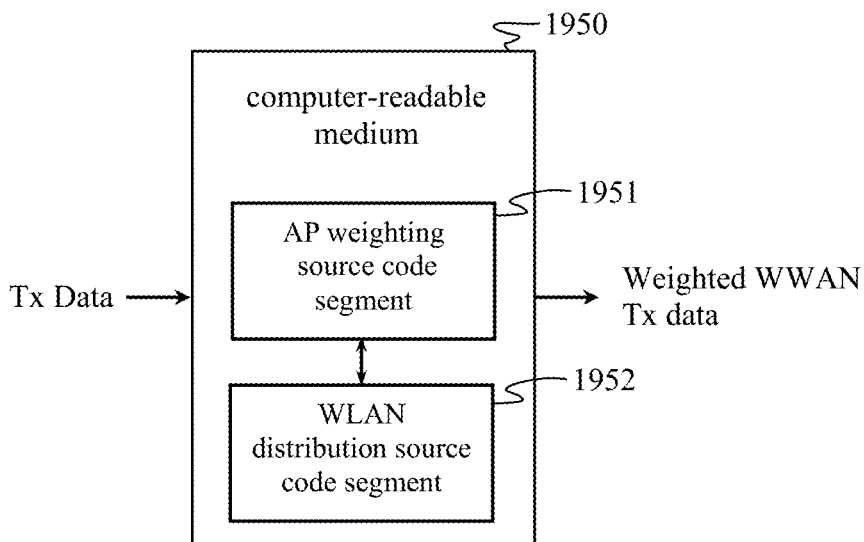 1950
computer-readable
medium
1951
AP weighting
source code
segment
Tx Data
Weighted WWAN
Tx data
1952
WLAN
distribution source
code segment